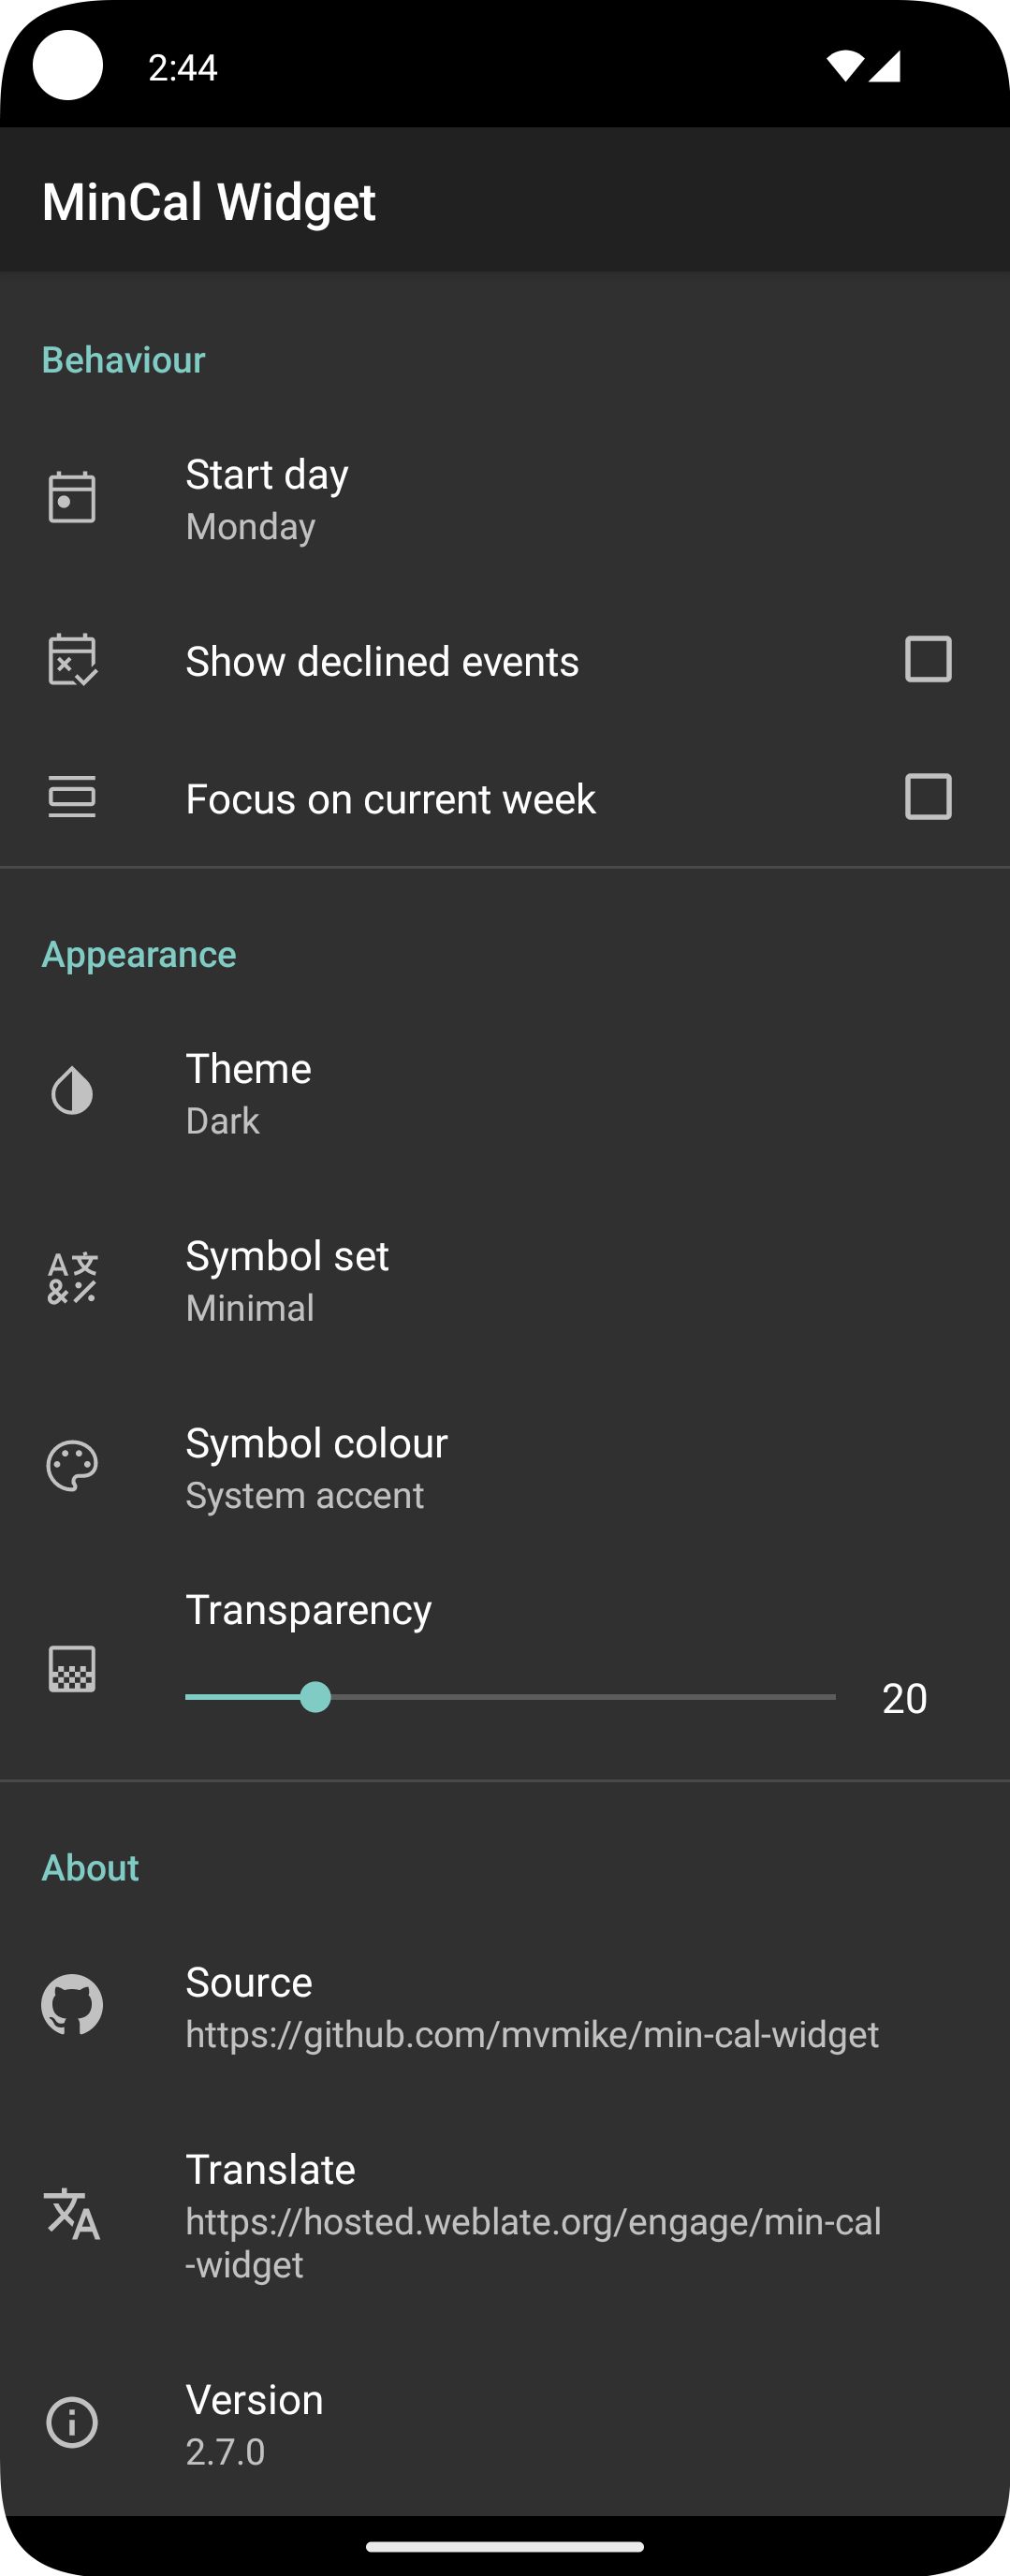 2:44
MinCal Widget
Behaviour
Start day
Monday
Show declined events
Focus on current week
Appearance
Theme
Dark
Symbol set
Minimal
Symbol colour
System accent
Transparency
20
About
Source
https://github.com/mvmike/min-cal-widget
Translate
https://hosted.weblate.org/engage/min-cal
-widget
Version
2.7.0